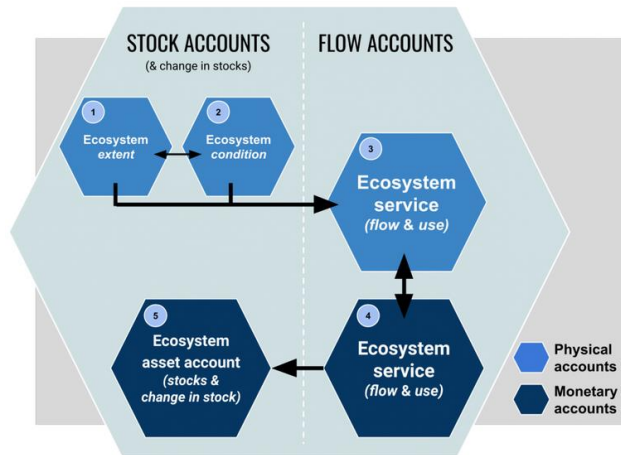 STOCK ACCOUNTS
(& change in stocks)
FLOW ACCOUNTS
1
Ecosystem
extent
2
Ecosystem
condition
3
Ecosystem
service
(flow & use)
5
Ecosystem
asset account
(stocks &
change in stock)
4
Ecosystem
service
(flow & use)
Physical
accounts
Monetary
accounts